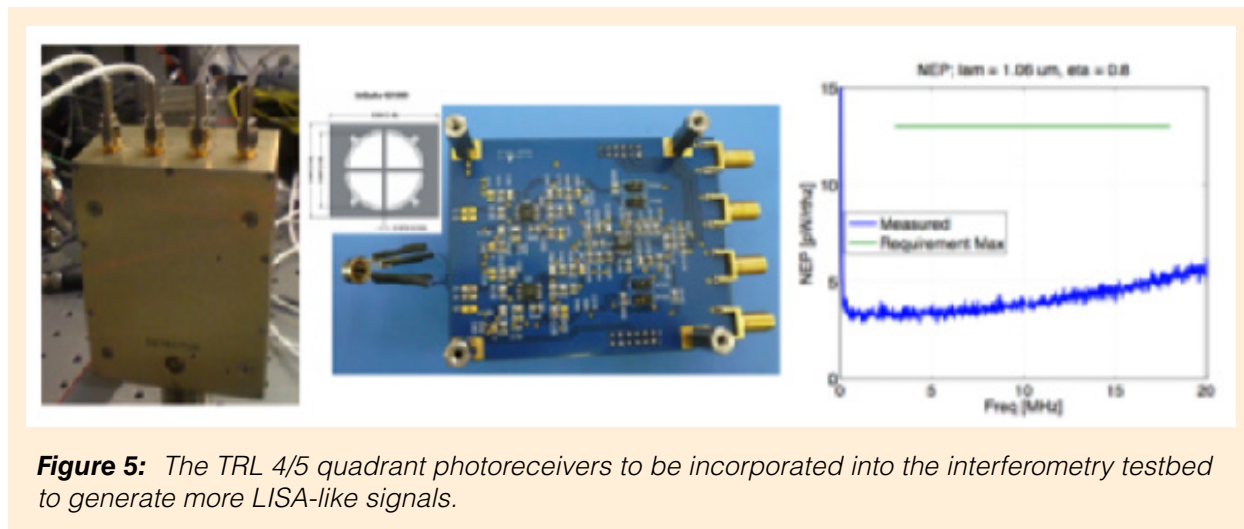 NEP; lam = 1.06 um, eta = 0.8
15
10
5
0
NEP [pW/rHz]
Measured
Requirement Max
0
5
10
15
20
Freq [MHz]
DETECTOR
Figure 5: The TRL 4/5 quadrant photoreceivers to be incorporated into the interferometry testbed
to generate more LISA-like signals.